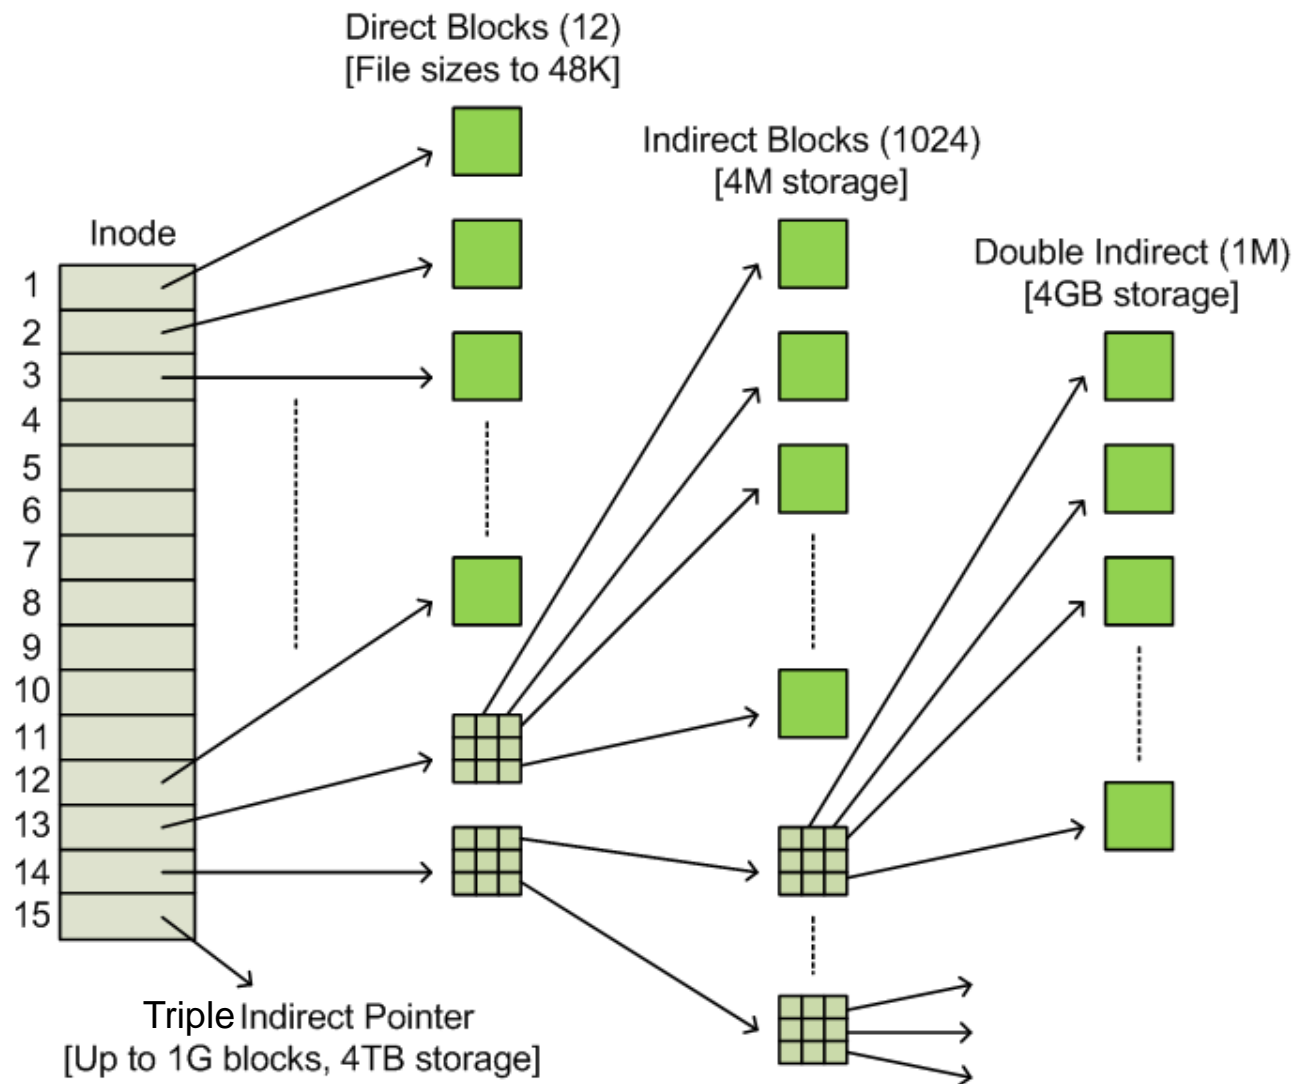 Direct Blocks (12)
[File sizes to 48K]
Indirect Blocks (1024)
[4M storage]
Double Indirect (1M)
[4GB storage]
Inode
1
2
3
4
5
6
7
8
9
10
11
12
13
14
15
Triple Indirect Pointer
[Up to 1G blocks, 4TB storage]